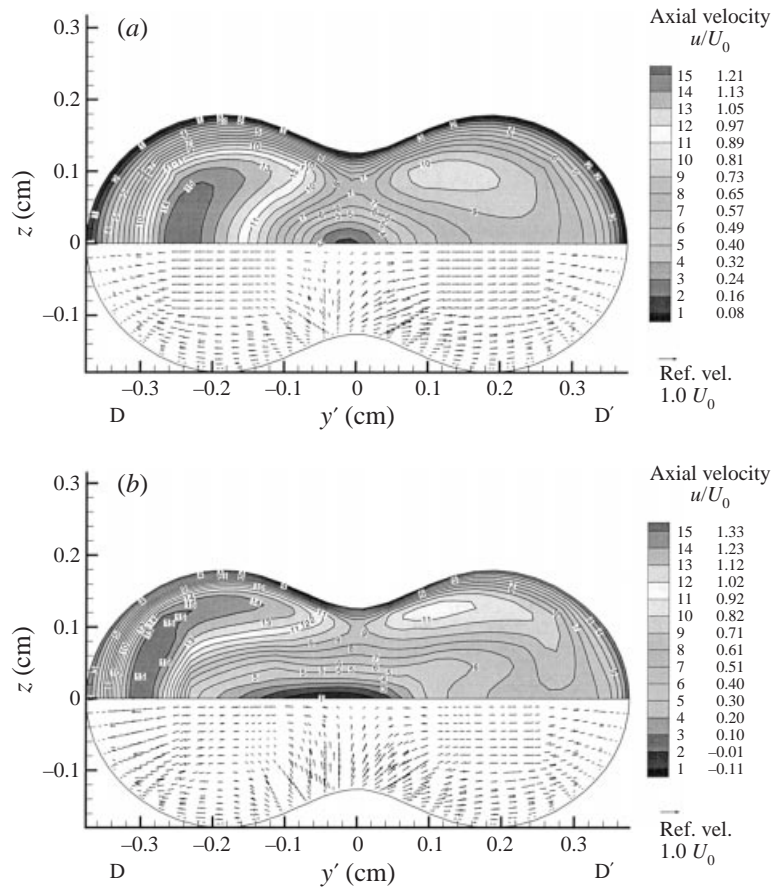 (a)
0.3
0.2
0.1
0
−0.1
z (cm)
−0.3 −0.2 −0.1 0 0.1 0.2 0.3
D y′ (cm) D′
Axial velocity
u/U0
15 1.21
14 1.13
13 1.05
12 0.97
11 0.89
10 0.81
9 0.73
8 0.65
7 0.57
6 0.49
5 0.40
4 0.32
3 0.24
2 0.16
1 0.08
Ref. vel.
1.0 U0
(b)
0.3
0.2
0.1
0
−0.1
z (cm)
−0.3 −0.2 −0.1 0 0.1 0.2 0.3
D y′ (cm) D′
Axial velocity
u/U0
15 1.33
14 1.23
13 1.12
12 1.02
11 0.92
10 0.82
9 0.71
8 0.61
7 0.51
6 0.40
5 0.30
4 0.20
3 0.10
2 −0.01
1 −0.11
Ref. vel.
1.0 U0